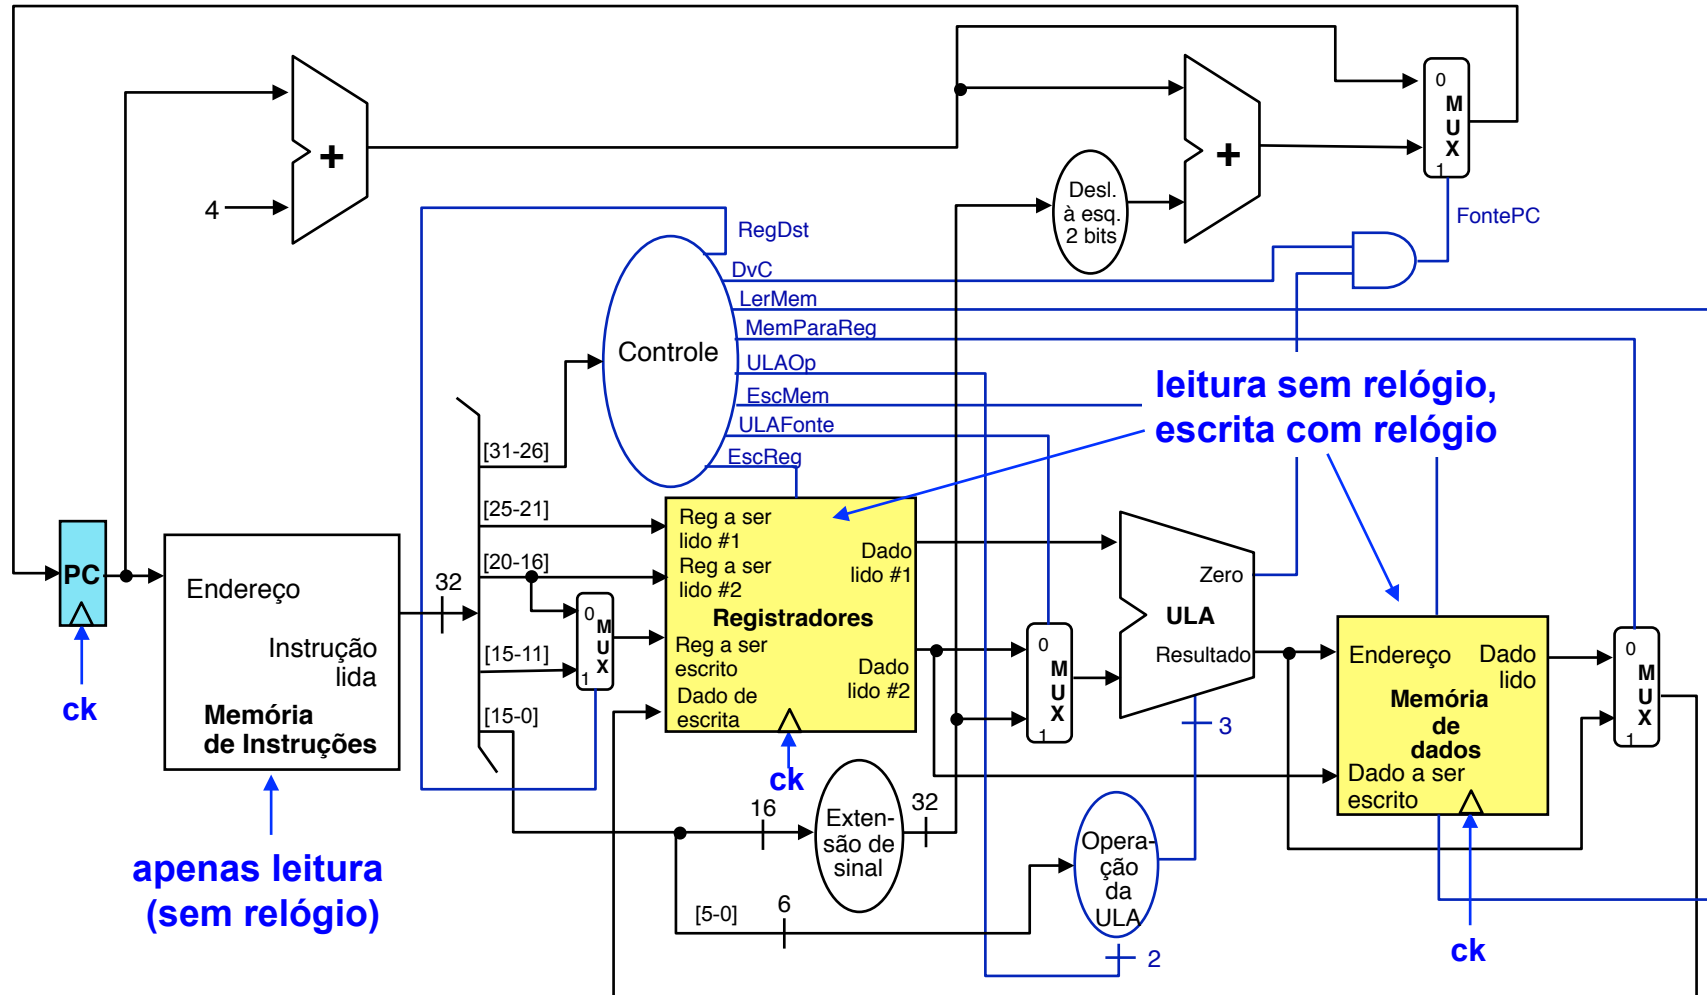 0
M
U
X
1
+
+
4
Desl.
à esq.
2 bits
FontePC
RegDst
DvC
LerMem
MemParaReg
ULAOp
EscMem
ULAFonte
EscReg
Controle
leitura sem relógio,
escrita com relógio
[31-26]
[25-21]
[20-16]
[15-11]
[15-0]
PC
ck
Endereço
Instrução
lida
Memória
de Instruções
32
0
M
U
X
1
Reg a ser
lido #1
Reg a ser
lido #2
Registradores
Reg a ser
escrito
Dado de
escrita
Dado
lido #1
Dado
lido #2
ck
0
M
U
X
1
Zero
ULA
Resultado
3
Endereço
Dado
lido
Memória
de
dados
Dado a ser
escrito
ck
0
M
U
X
1
16
Exten-
são de
sinal
32
Opera-
ção
da
ULA
2
[5-0]
6
apenas leitura
(sem relógio)